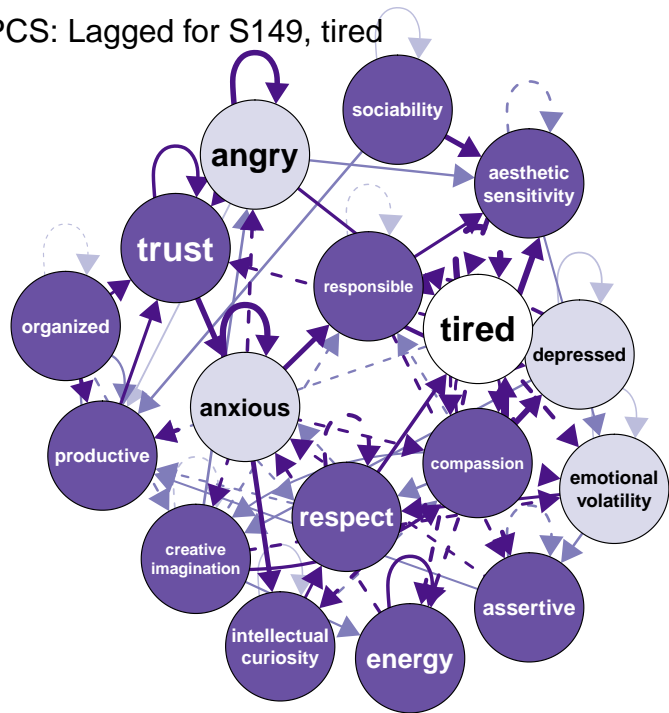 PCS: Lagged for S149, tired
sociability
angry
aesthetic
sensitivity
trust
responsible
organized
tired
depressed
anxious
productive
compassion
emotional
volatility
respect
creative
imagination
assertive
intellectual
curiosity
energy